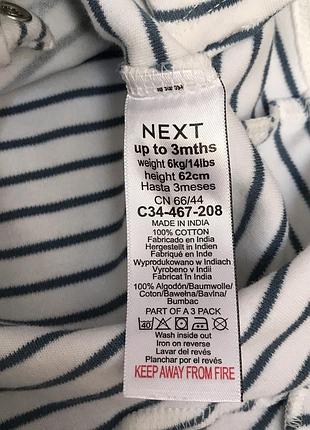 NEXT
up to 3mths
weight 6kg/14lbs
height 62cm
Hasta 3meses
CN 66/44
C34-467-208
MADE IN INDIA
100% COTTON
Fabricado en India
Hergestellt in Indien
Fabriqué en Inde
Wyprodukowano w Indiach
Vyrobeno v Indii
Fabricat în India
100% Algodón/Baumwolle/
Coton/Bawełna/Bavlna/
Bumbac
PART OF A 3 PACK
40
Wash inside out
Iron on reverse
Lavar del revés
Planchar por el revés
KEEP AWAY FROM FIRE